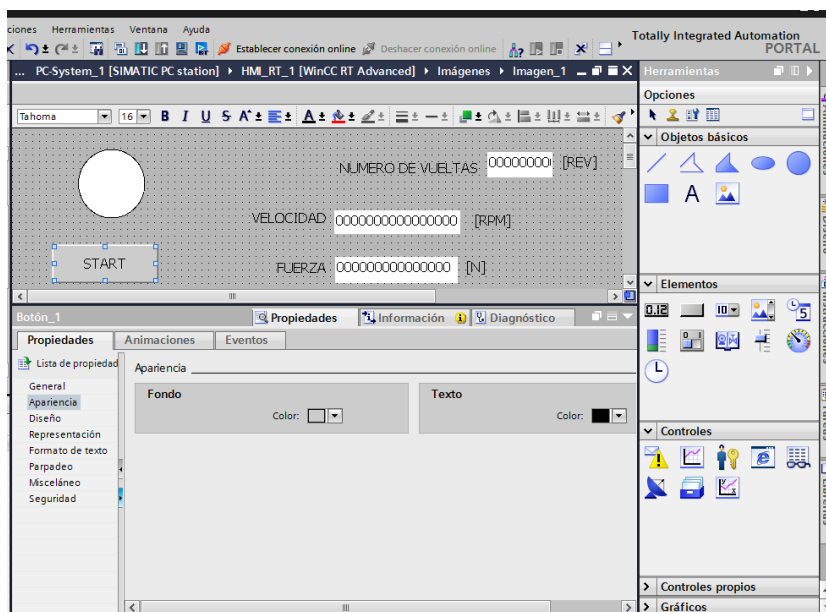 ciones Herramientas Ventana Ayuda
Establecer conexión online Deshacer conexión online
Totally Integrated Automation
PORTAL
... PC-System_1 [SIMATIC PC station] HMI_RT_1 [WinCC RT Advanced] Imágenes Imagen_1
Herramientas
Opciones
Tahoma 16 B I U S A A
Objetos básicos
A
NUMERO DE VUELTAS 00000000 [REV]
VELOCIDAD 0000000000000000 [RPM]
START
FUERZA 000000000000000 [N]
Elementos
Botón_1 Propiedades Información Diagnóstico
Propiedades Animaciones Eventos
Lista de propiedad
General
Apariencia
Diseño
Representación
Formato de texto
Parpadeo
Misceláneo
Seguridad
Apariencia
Fondo
Color:
Texto
Color:
Controles
Controles propios
Gráficos